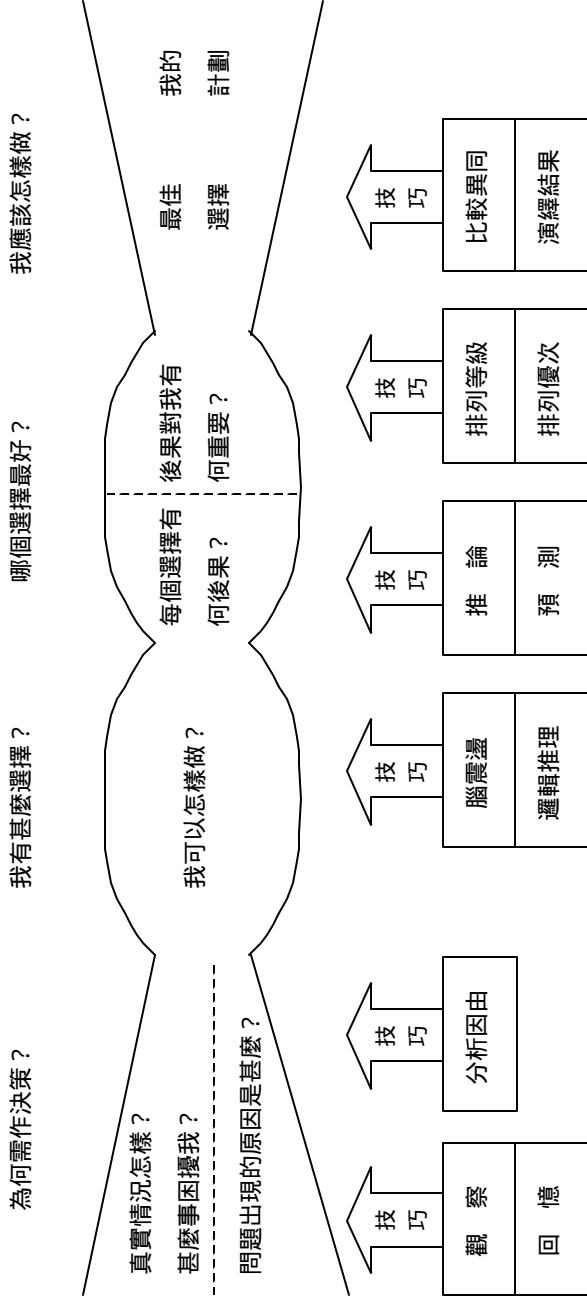 為何需作決策？
我有甚麼選擇？
哪個選擇最好？
我應該怎樣做？
真實情況怎樣？
甚麼事困擾我？
問題出現的原因是甚麼？
我可以怎樣做？
每個選擇有
何後果？
後果對我有
何重要？
最佳
選擇
我的
計劃
技
巧
技
巧
技
巧
技
巧
技
巧
技
巧
觀 察
回 憶
分析因由
腦震盪
邏輯推理
推 論
預 測
排列等級
排列優次
比較異同
演繹結果